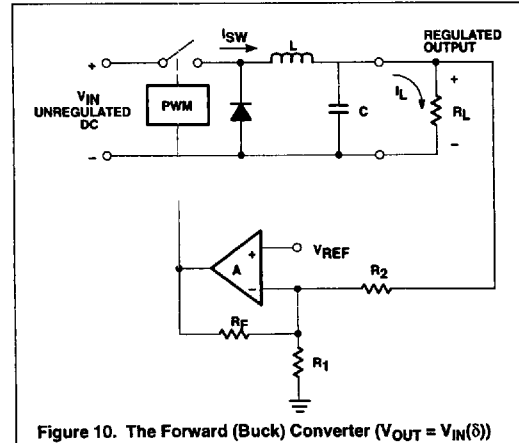 REGULATED
OUTPUT
ISW
L
+
VIN
UNREGULATED
DC
PWM
C
IL
+
RL
–
–
A
+
–
VREF
R2
RF
R1
Figure 10. The Forward (Buck) Converter (VOUT = VIN(δ))